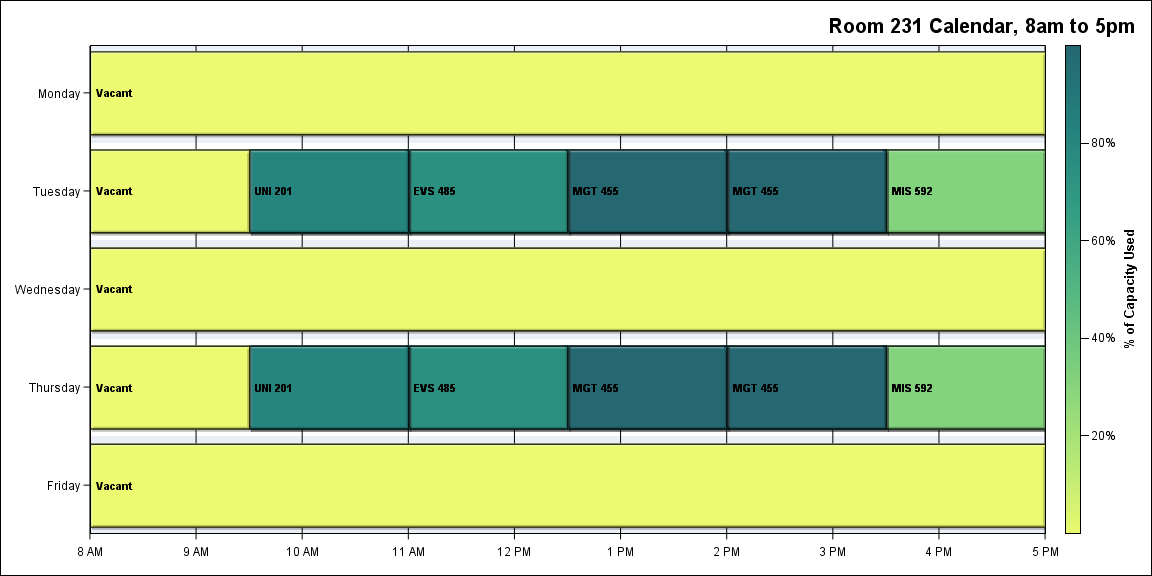 Room 231 Calendar, 8am to 5pm
Monday
Vacant
Tuesday
Vacant
UNI 201
EVS 485
MGT 455
MGT 455
MIS 592
Wednesday
Vacant
Thursday
Vacant
UNI 201
EVS 485
MGT 455
MGT 455
MIS 592
Friday
Vacant
8 AM
9 AM
10 AM
11 AM
12 PM
1 PM
2 PM
3 PM
4 PM
5 PM
80%
60%
40%
20%
% of Capacity Used